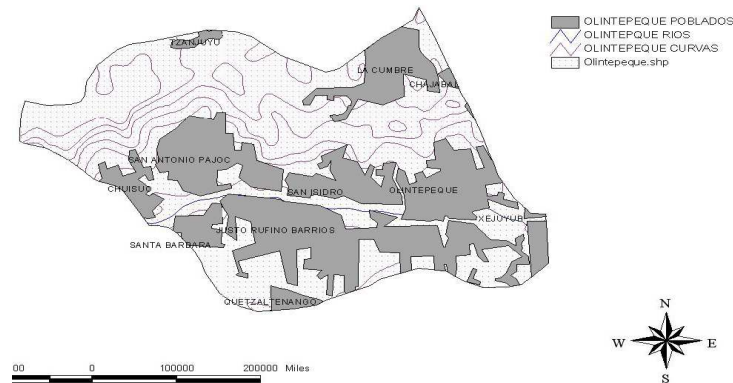 OLINTEPEQUE POBLADOS
OLINTEPQUE RIOS
OLINTEPEQUE CURVAS
Olintepeque.shp
TZANJUYU
LA CUMBRE
CHAJABAL
SAN ANTONIO PAJOC
CHUISUC
SAN ISIDRO
OLINTEPEQUE
XEJUYUB
JUSTO RUFINO BARRIOS
SANTA BARBARA
QUETZALTENANGO
N
W E
S
00 0 100000 200000 Miles